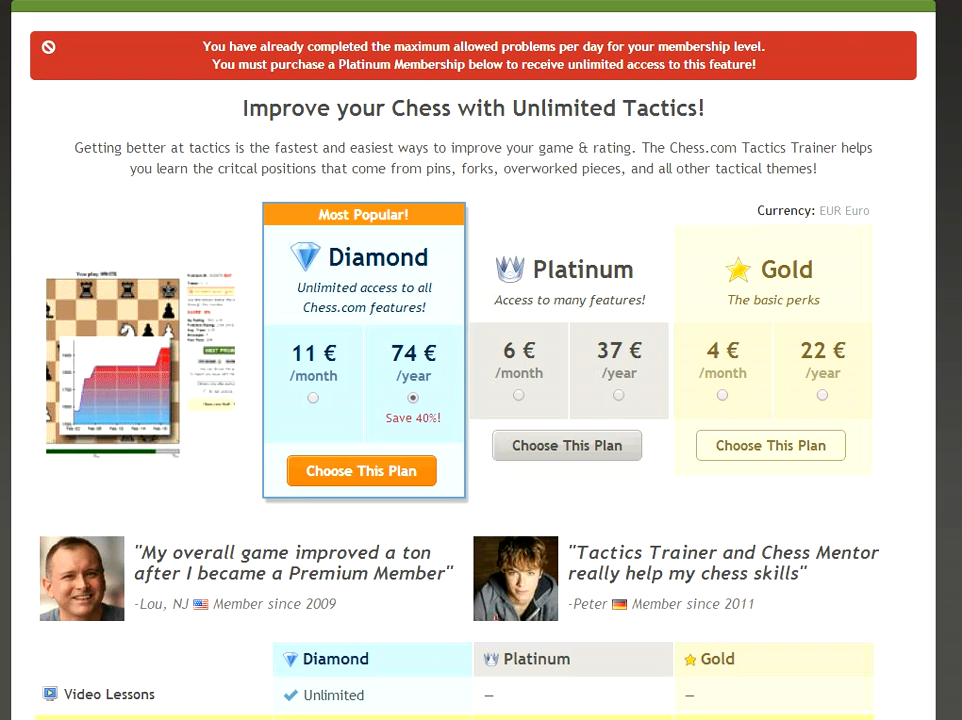 You have already completed the maximum allowed problems per day for your membership level.
You must purchase a Platinum Membership below to receive unlimited access to this feature!
Improve your Chess with Unlimited Tactics!
Getting better at tactics is the fastest and easiest ways to improve your game & rating. The Chess.com Tactics Trainer helps
you learn the critcal positions that come from pins, forks, overworked pieces, and all other tactical themes!
Currency: EUR Euro
Most Popular!
Diamond
Unlimited access to all
Chess.com features!
11 €
/month
74 €
/year
Save 40%!
Choose This Plan
Platinum
Access to many features!
6 €
/month
37 €
/year
Choose This Plan
Gold
The basic perks
4 €
/month
22 €
/year
Choose This Plan
You play WHITE
"My overall game improved a ton
after I became a Premium Member"
-Lou, NJ Member since 2009
"Tactics Trainer and Chess Mentor
really help my chess skills"
-Peter Member since 2011
Diamond
Platinum
Gold
Video Lessons
Unlimited
—
—